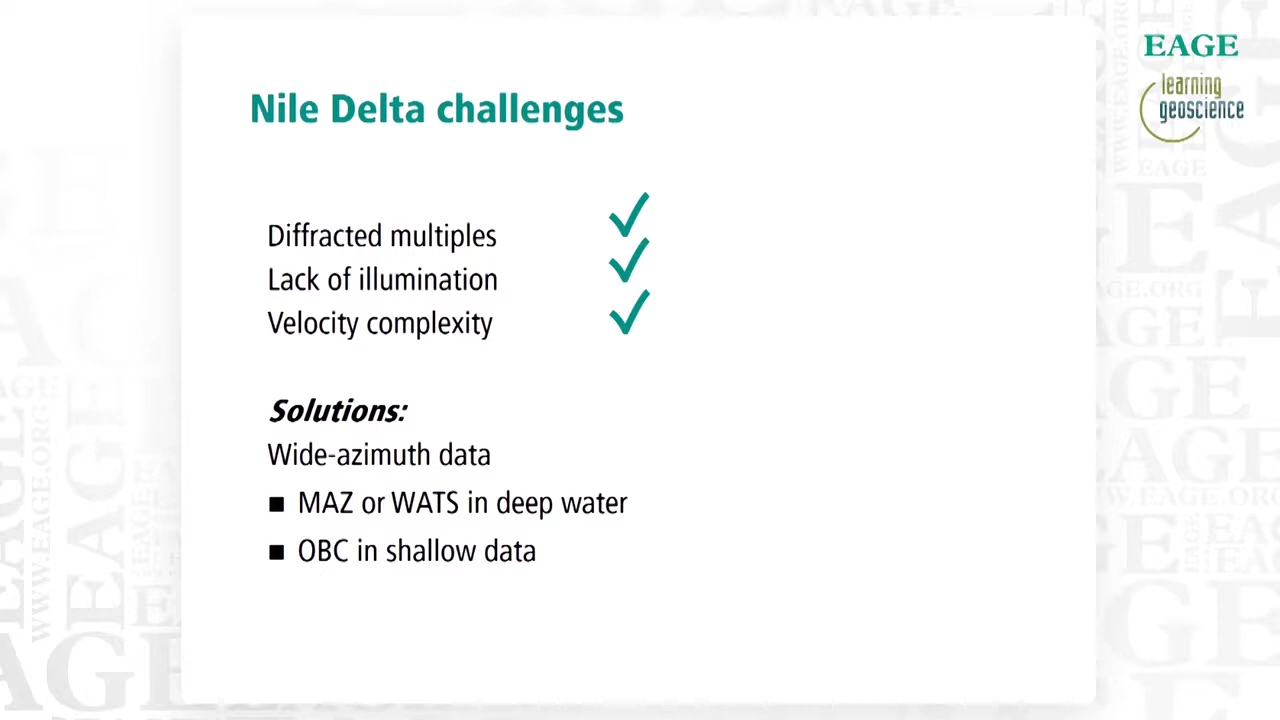 EAGE
learning
geoscience
Nile Delta challenges
Diffracted multiples ✓
Lack of illumination ✓
Velocity complexity ✓
Solutions:
Wide-azimuth data
■ MAZ or WATS in deep water
■ OBC in shallow data